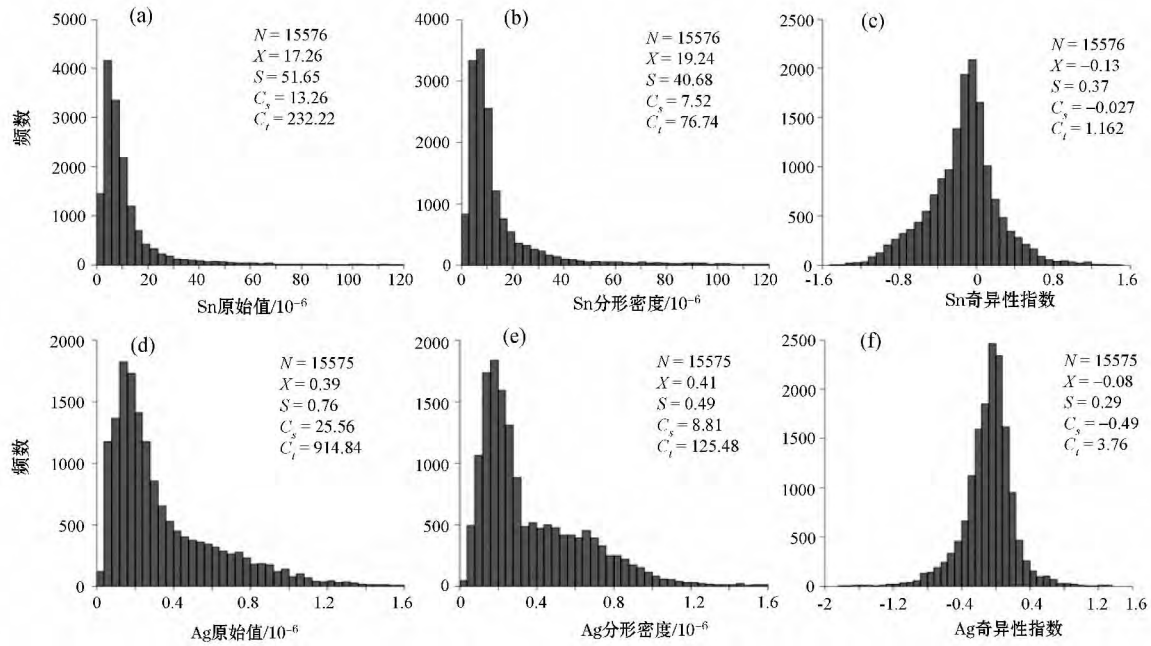 (a)
5000
4000
3000
2000
1000
0
频数
N = 15576
X = 17.26
S = 51.65
Cs = 13.26
Ct = 232.22
0 20 40 60 80 100 120
Sn原始值/10⁻⁶
(b)
4000
3000
2000
1000
0
N = 15576
X = 19.24
S = 40.68
Cs = 7.52
Ct = 76.74
0 20 40 60 80 100 120
Sn分形密度/10⁻⁶
(c)
2500
2000
1500
1000
500
0
N = 15576
X = −0.13
S = 0.37
Cs = −0.027
Ct = 1.162
-1.6 -0.8 0 0.8 1.6
Sn奇异性指数
(d)
2000
1500
1000
500
0
频数
N = 15575
X = 0.39
S = 0.76
Cs = 25.56
Ct = 914.84
0 0.4 0.8 1.2 1.6
Ag原始值/10⁻⁶
(e)
2000
1500
1000
500
0
N = 15575
X = 0.41
S = 0.49
Cs = 8.81
Ct = 125.48
0 0.4 0.8 1.2 1.6
Ag分形密度/10⁻⁶
(f)
2500
2000
1500
1000
500
0
N = 15575
X = −0.08
S = 0.29
Cs = −0.49
Ct = 3.76
-2 -1.2 -0.4 0.4 1.2 1.6
Ag奇异性指数